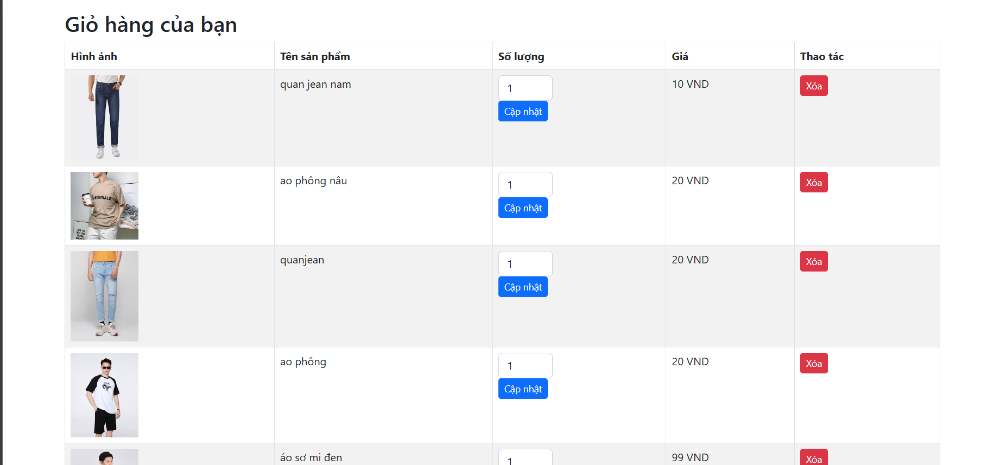 Giỏ hàng của bạn
Hình ảnh Tên sản phẩm Số lượng Giá Thao tác
quan jean nam 1 10 VND Xóa
Cập nhật
ao phông nâu 1 20 VND Xóa
Cập nhật
ESSENTIALS
quanjean 1 20 VND Xóa
Cập nhật
ao phông 1 20 VND Xóa
Cập nhật
áo sơ mi đen 1 99 VND Xóa